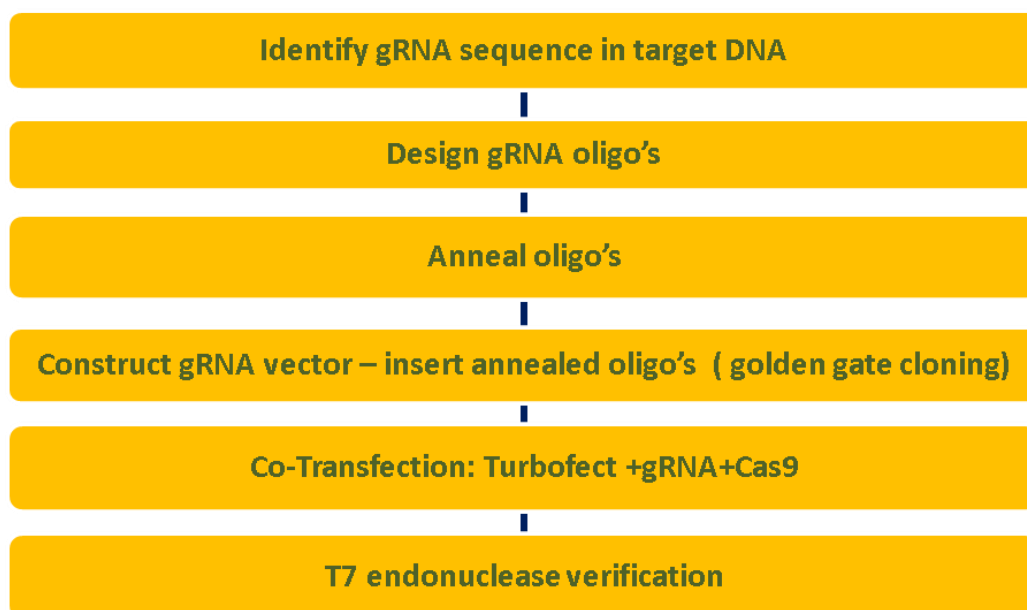 Identify gRNA sequence in target DNA
Design gRNA oligo’s
Anneal oligo’s
Construct gRNA vector – insert annealed oligo’s ( golden gate cloning)
Co-Transfection: Turbofect +gRNA+Cas9
T7 endonuclease verification